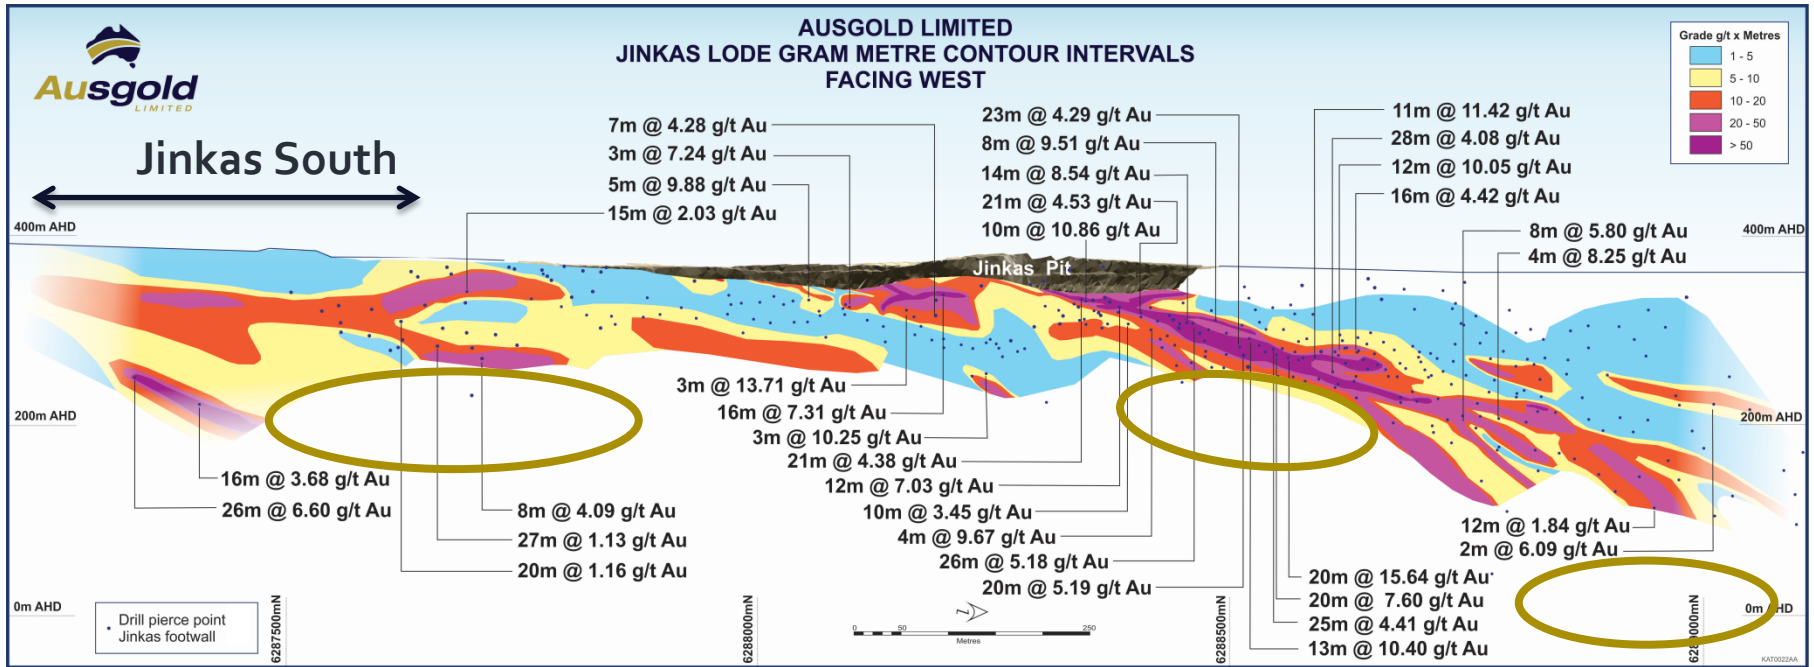 AUSGOLD LIMITED
JINKAS LODE GRAM METRE CONTOUR INTERVALS
FACING WEST
Ausgold
LIMITED
Jinkas South
Grade g/t x Metres
1 - 5
5 - 10
10 - 20
20 - 50
> 50
7m @ 4.28 g/t Au
3m @ 7.24 g/t Au
5m @ 9.88 g/t Au
15m @ 2.03 g/t Au
23m @ 4.29 g/t Au
8m @ 9.51 g/t Au
14m @ 8.54 g/t Au
21m @ 4.53 g/t Au
10m @ 10.86 g/t Au
11m @ 11.42 g/t Au
28m @ 4.08 g/t Au
12m @ 10.05 g/t Au
16m @ 4.42 g/t Au
8m @ 5.80 g/t Au
4m @ 8.25 g/t Au
400m AHD
400m AHD
Jinkas Pit
200m AHD
200m AHD
3m @ 13.71 g/t Au
16m @ 7.31 g/t Au
3m @ 10.25 g/t Au
21m @ 4.38 g/t Au
12m @ 7.03 g/t Au
10m @ 3.45 g/t Au
4m @ 9.67 g/t Au
26m @ 5.18 g/t Au
20m @ 5.19 g/t Au
16m @ 3.68 g/t Au
26m @ 6.60 g/t Au
8m @ 4.09 g/t Au
27m @ 1.13 g/t Au
20m @ 1.16 g/t Au
12m @ 1.84 g/t Au
2m @ 6.09 g/t Au
20m @ 15.64 g/t Au
20m @ 7.60 g/t Au
25m @ 4.41 g/t Au
13m @ 10.40 g/t Au
0m AHD
0m AHD
Drill pierce point
Jinkas footwall
6287500mN
6288000mN
6288500mN
000mN
0 50 250
Metres
KAT0022AA